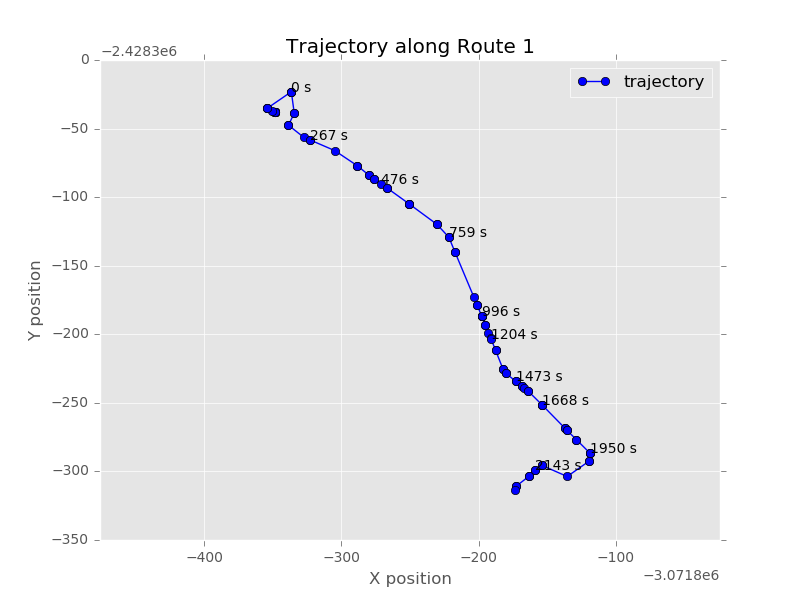 Trajectory along Route 1
−2.4283e6
trajectory
0
−50
−100
−150
−200
−250
−300
−350
Y position
0 s
267 s
476 s
759 s
996 s
1204 s
1473 s
1668 s
1950 s
2143 s
−400
−300
−200
−100
X position
−3.0718e6